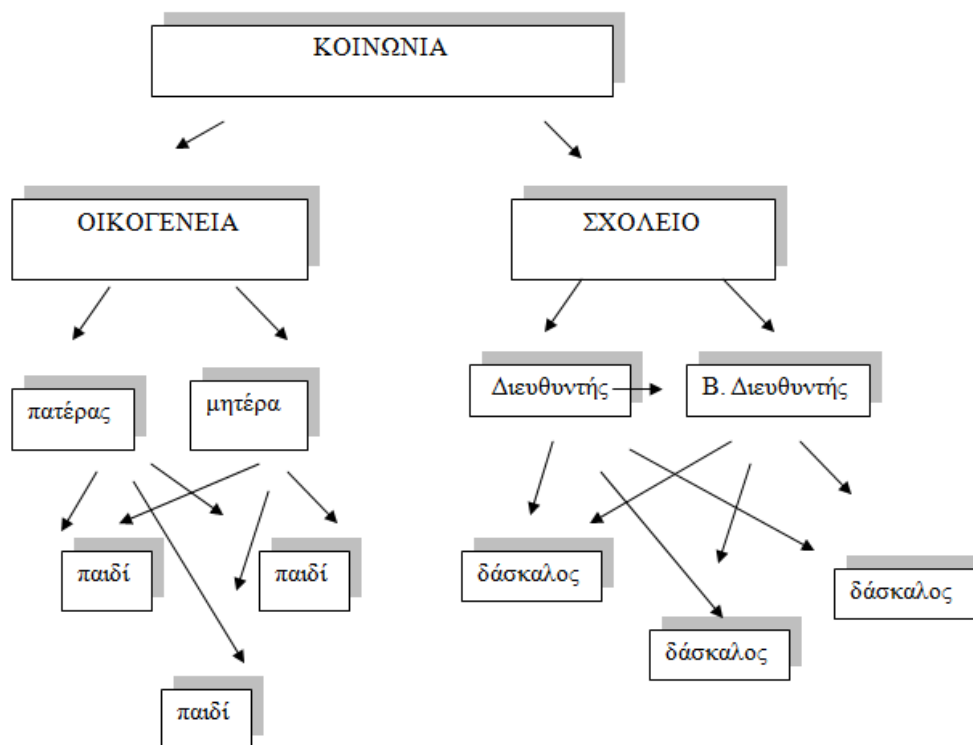 ΚΟΙΝΩΝΙΑ
ΟΙΚΟΓΕΝΕΙΑ
ΣΧΟΛΕΙΟ
πατέρας
μητέρα
Διευθυντής
Β. Διευθυντής
παιδί
παιδί
δάσκαλος
δάσκαλος
δάσκαλος
παιδί